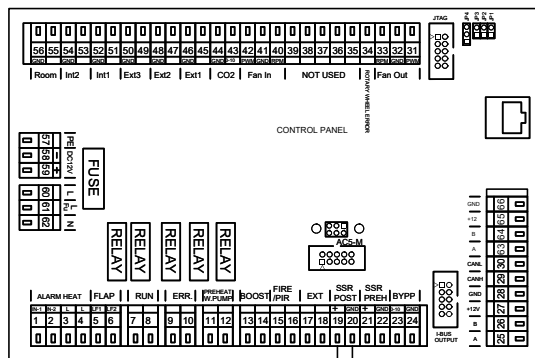 JTAG
JP4
JP3
JP2
JP1
56 55 54 53 52 51 50 49 48 47 46 45 44 43 42 41 40 39 38 37 36 35 34 33 32 31
GND GND GND GND GND GND GND 0-10 PWM GND RPM RPM GND PWM
Room Int2 Int1 Ext3 Ext2 Ext1 CO2 Fan In NOT USED ROTARY WHEEL ERROR Fan Out
CONTROL PANEL
57 PE
58 -
59 +
DC12V
FUSE
60 L
61 L
Fu
62 N
RELAY RELAY RELAY RELAY RELAY
AC5-M
GND 66
+12 65
B 64
A 63
CANL 30
CANH 29
GND 28
+12V 27
B 26
A 25
I-BUS
OUTPUT
ALARM HEAT FLAP RUN ERR. PREHEAT W.PUMP BOOST FIRE /PIR EXT SSR POST SSR PREH BYPP
IN-1 IN-2 L L LF1 LF2 + GND + GND 0-10 GND
1 2 3 4 5 6 7 8 9 10 11 12 13 14 15 16 17 18 19 20 21 22 23 24